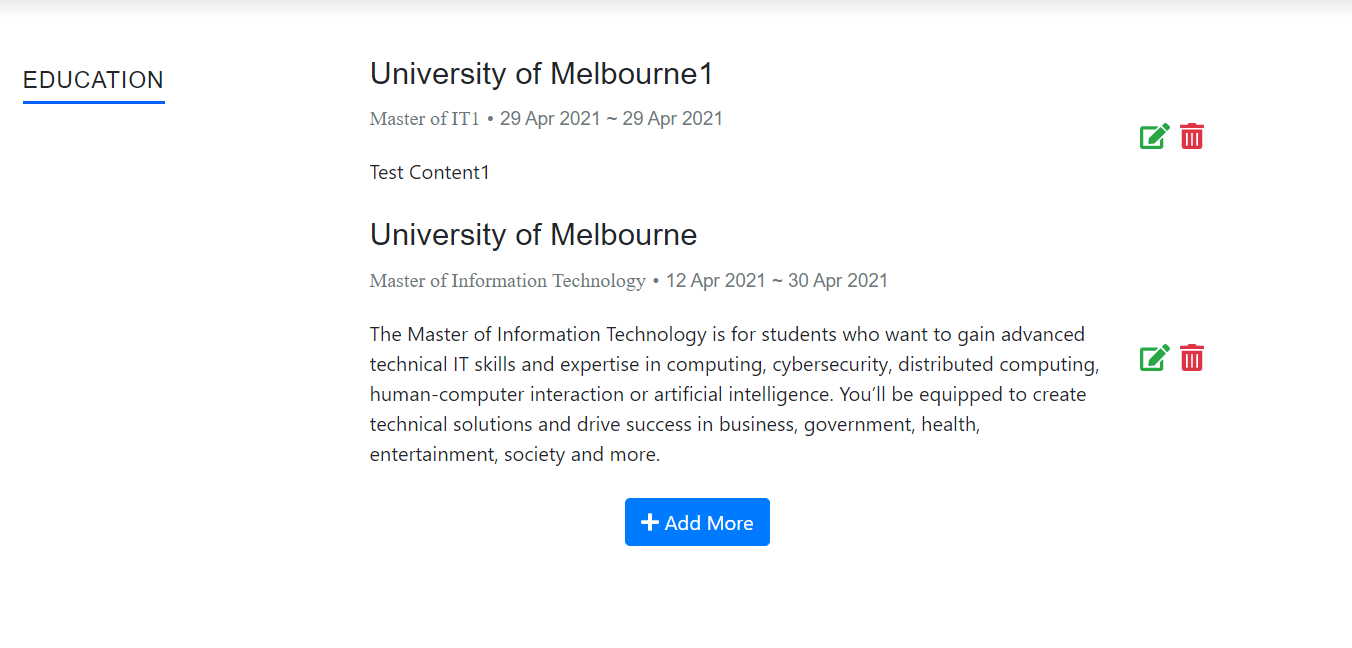 EDUCATION
University of Melbourne1
Master of IT1 • 29 Apr 2021 ~ 29 Apr 2021
Test Content1
University of Melbourne
Master of Information Technology • 12 Apr 2021 ~ 30 Apr 2021
The Master of Information Technology is for students who want to gain advanced
technical IT skills and expertise in computing, cybersecurity, distributed computing,
human-computer interaction or artificial intelligence. You’ll be equipped to create
technical solutions and drive success in business, government, health,
entertainment, society and more.
Add More